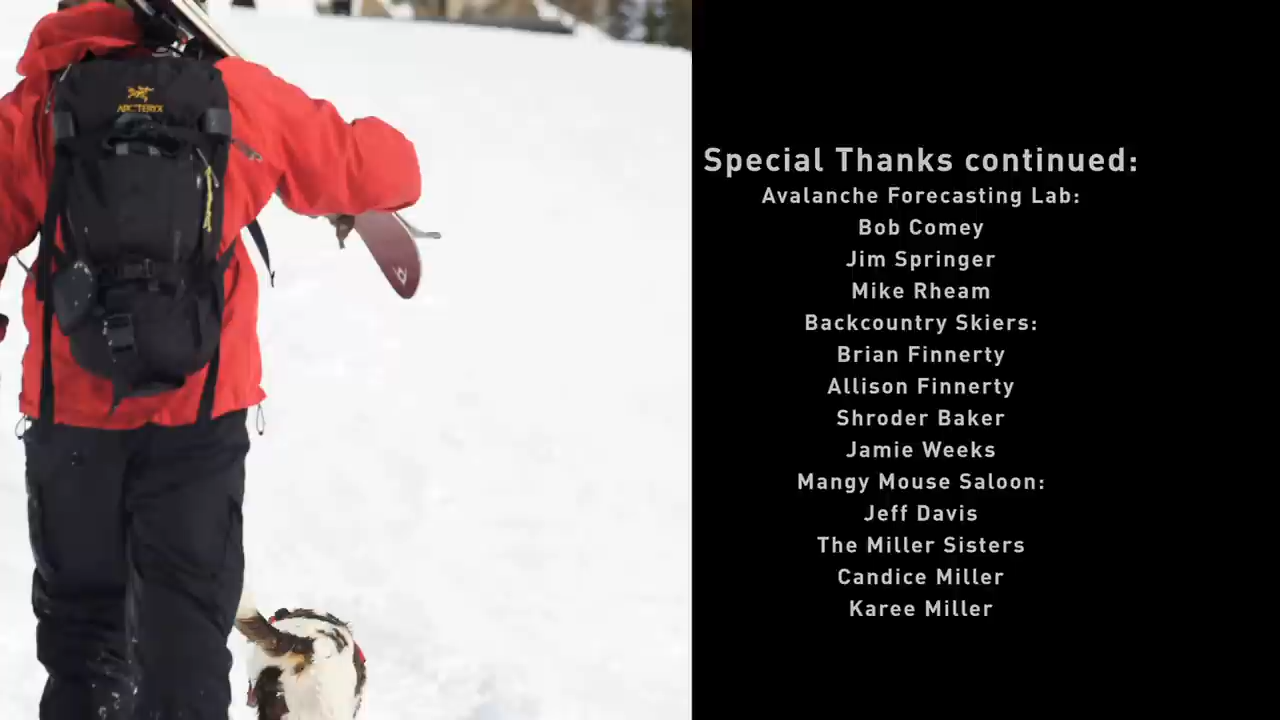 ARC'TERYX
Special Thanks continued:
Avalanche Forecasting Lab:
Bob Comey
Jim Springer
Mike Rheam
Backcountry Skiers:
Brian Finnerty
Allison Finnerty
Shroder Baker
Jamie Weeks
Mangy Mouse Saloon:
Jeff Davis
The Miller Sisters
Candice Miller
Karee Miller